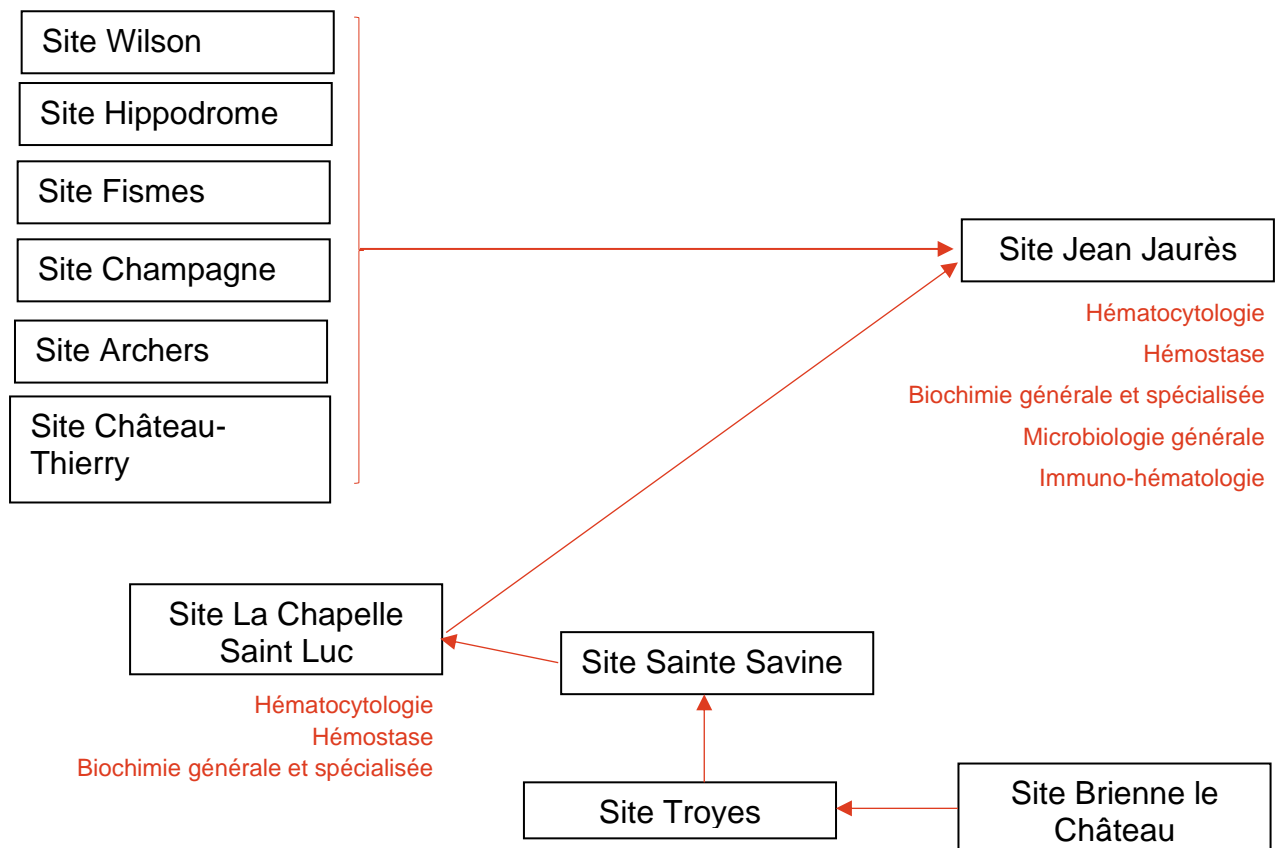 Site Wilson
Site Hippodrome
Site Fismes
Site Champagne
Site Archers
Site Château-
Thierry
Site Jean Jaurès
Hématocytologie
Hémostase
Biochimie générale et spécialisée
Microbiologie générale
Immuno-hématologie
Site La Chapelle
Saint Luc
Hématocytologie
Hémostase
Biochimie générale et spécialisée
Site Sainte Savine
Site Troyes
Site Brienne le
Château